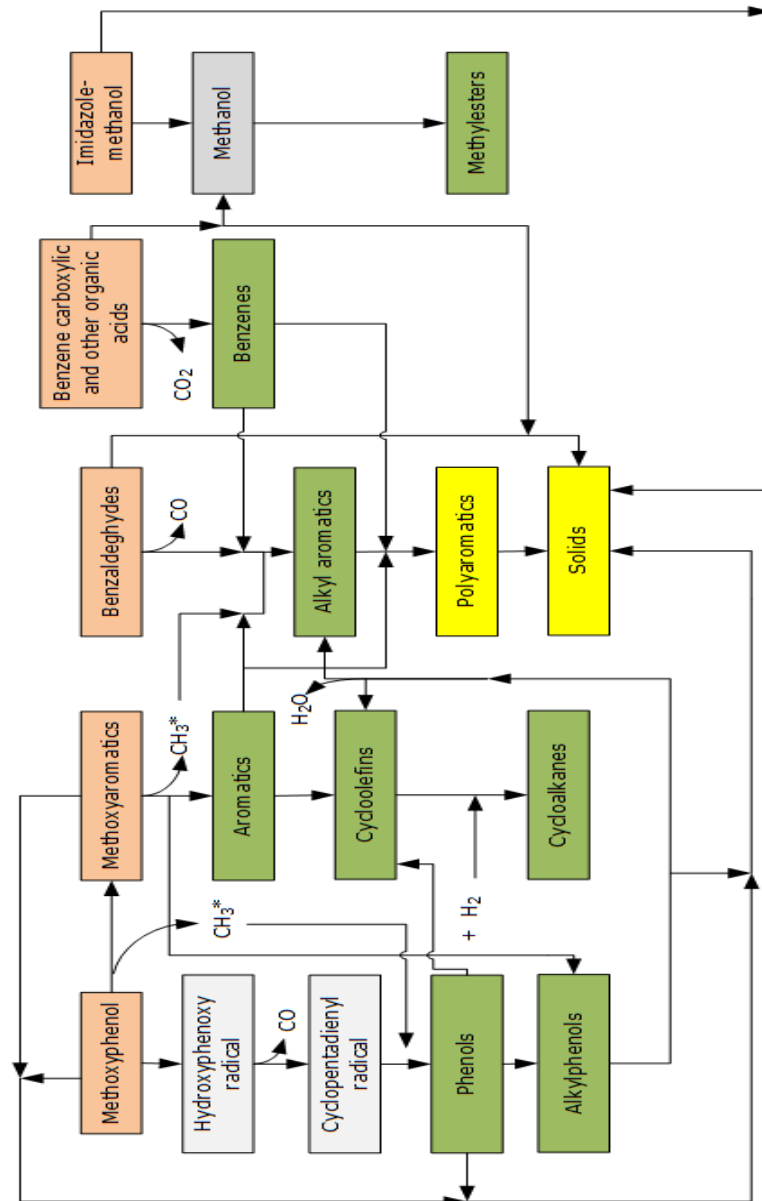 Methoxyphenol
Methoxyaromatics
Benzaldeghydes
Benzene carboxylic
and other organic
acids
Imidazole-
methanol
CH₃*
CH₃*
CO
CO₂
Hydroxyphenoxy
radical
Aromatics
Benzenes
Methanol
CO
H₂O
Cyclopentadienyl
radical
Cycloolefins
Alkyl aromatics
+ H₂
Phenols
Polyaromatics
Methylesters
Alkylphenols
Cycloalkanes
Solids